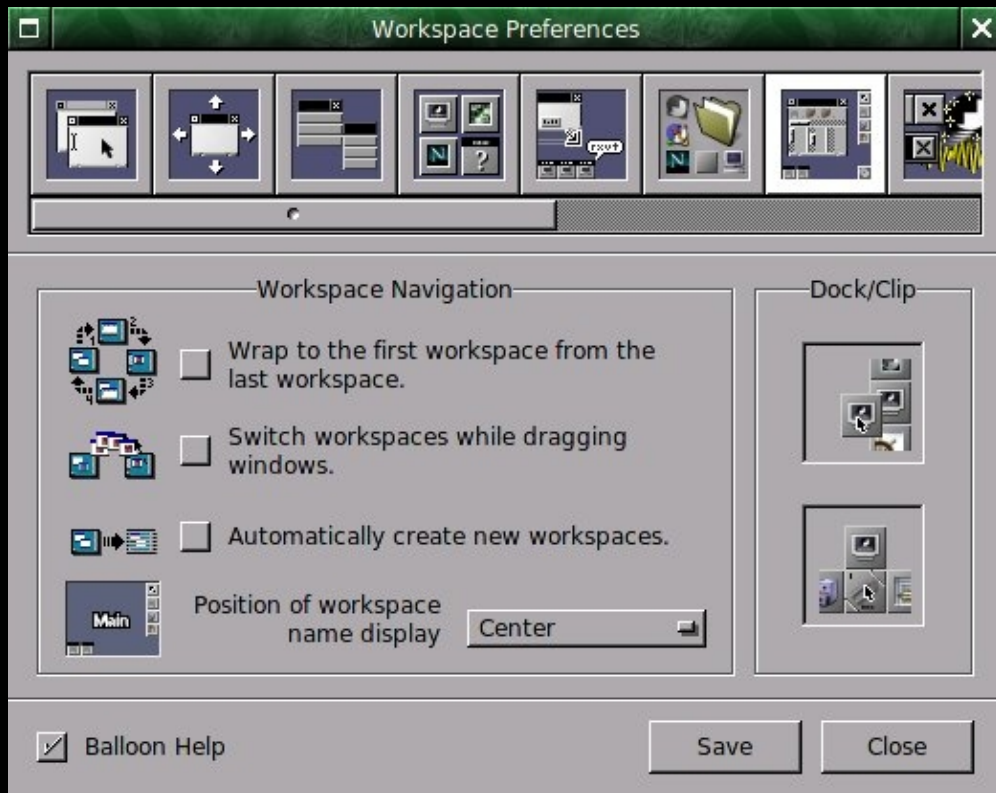 Workspace Preferences
rxvt
N
?
N
Workspace Navigation
Dock/Clip
Wrap to the first workspace from the
last workspace.
Switch workspaces while dragging
windows.
Automatically create new workspaces.
Main
Position of workspace
name display
Center
Balloon Help
Save
Close